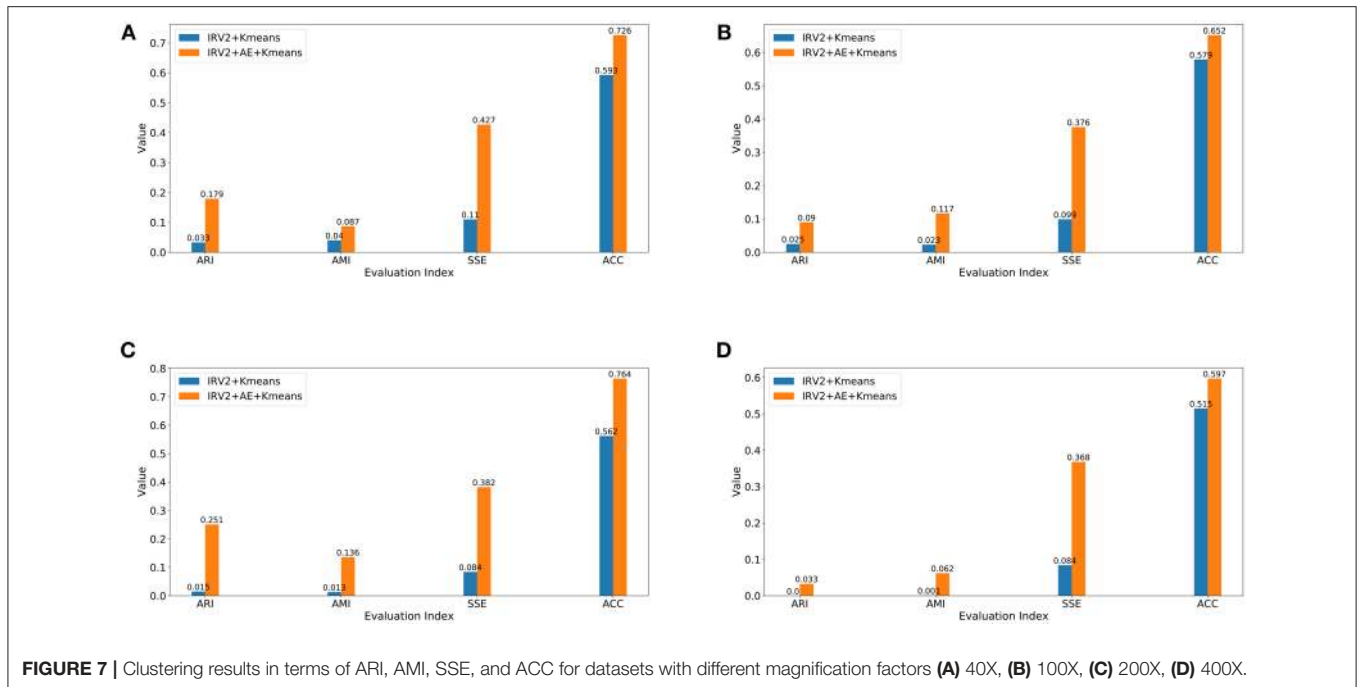 A
IRV2+Kmeans
IRV2+AE+Kmeans
0.7
0.6
0.5
0.4
0.3
0.2
0.1
0.0
Value
0.033
0.179
0.04
0.087
0.11
0.427
0.593
0.726
ARI AMI SSE ACC
Evaluation Index
B
IRV2+Kmeans
IRV2+AE+Kmeans
0.6
0.5
0.4
0.3
0.2
0.1
0.0
Value
0.025
0.09
0.023
0.117
0.099
0.376
0.579
0.652
ARI AMI SSE ACC
Evaluation Index
C
IRV2+Kmeans
IRV2+AE+Kmeans
0.8
0.7
0.6
0.5
0.4
0.3
0.2
0.1
0.0
Value
0.015
0.251
0.013
0.136
0.084
0.382
0.562
0.764
ARI AMI SSE ACC
Evaluation Index
D
IRV2+Kmeans
IRV2+AE+Kmeans
0.6
0.5
0.4
0.3
0.2
0.1
0.0
Value
0.0
0.033
0.001
0.062
0.084
0.368
0.515
0.597
ARI AMI SSE ACC
Evaluation Index
FIGURE 7 | Clustering results in terms of ARI, AMI, SSE, and ACC for datasets with different magnification factors (A) 40X, (B) 100X, (C) 200X, (D) 400X.